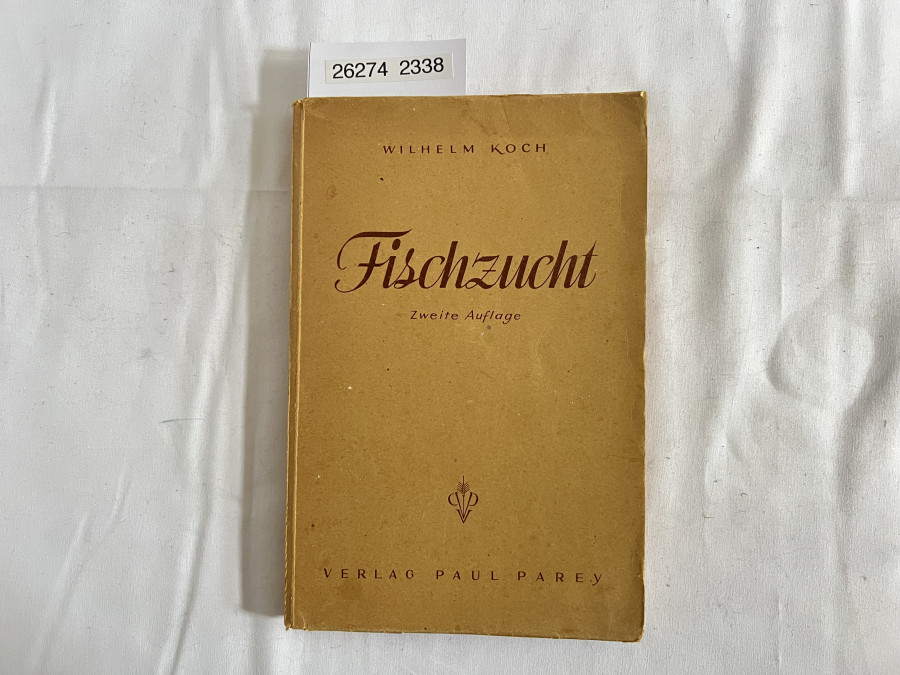 26274 2338
WILHELM KOCH
Fischzucht
Zweite Auflage
VERLAG PAUL PAREY